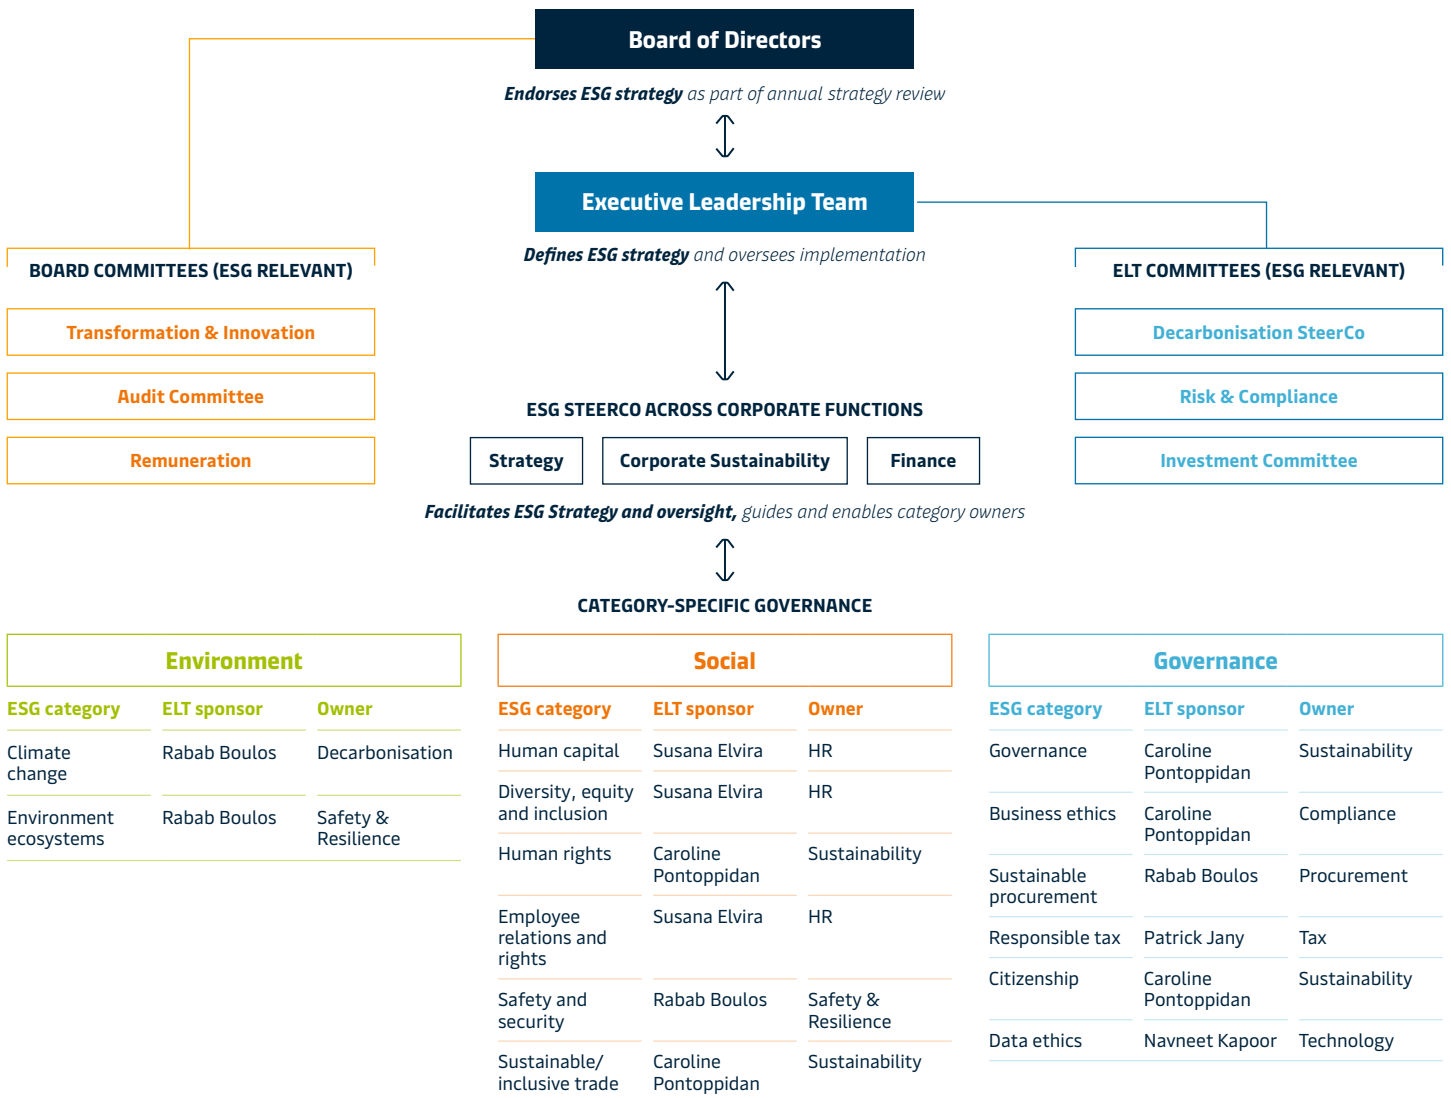 Board of Directors
Endorses ESG strategy as part of annual strategy review
Executive Leadership Team
Defines ESG strategy and oversees implementation
BOARD COMMITTEES (ESG RELEVANT)
Transformation & Innovation
Audit Committee
Remuneration
ELT COMMITTEES (ESG RELEVANT)
Decarbonisation SteerCo
Risk & Compliance
Investment Committee
ESG STEERCO ACROSS CORPORATE FUNCTIONS
Strategy
Corporate Sustainability
Finance
Facilitates ESG Strategy and oversight, guides and enables category owners
CATEGORY-SPECIFIC GOVERNANCE
Environment
ESG category ELT sponsor Owner
Climate Rabab Boulos Decarbonisation
change
Environment Rabab Boulos Safety &
ecosystems Resilience
Social
ESG category ELT sponsor Owner
Human capital Susana Elvira HR
Diversity, equity Susana Elvira HR
and inclusion
Human rights Caroline Sustainability
Pontoppidan
Employee Susana Elvira HR
relations and
rights
Safety and Rabab Boulos Safety &
security Resilience
Sustainable/ Caroline Sustainability
inclusive trade Pontoppidan
Governance
ESG category ELT sponsor Owner
Governance Caroline Sustainability
Pontoppidan
Business ethics Caroline Compliance
Pontoppidan
Sustainable Rabab Boulos Procurement
procurement
Responsible tax Patrick Jany Tax
Citizenship Caroline Sustainability
Pontoppidan
Data ethics Navneet Kapoor Technology